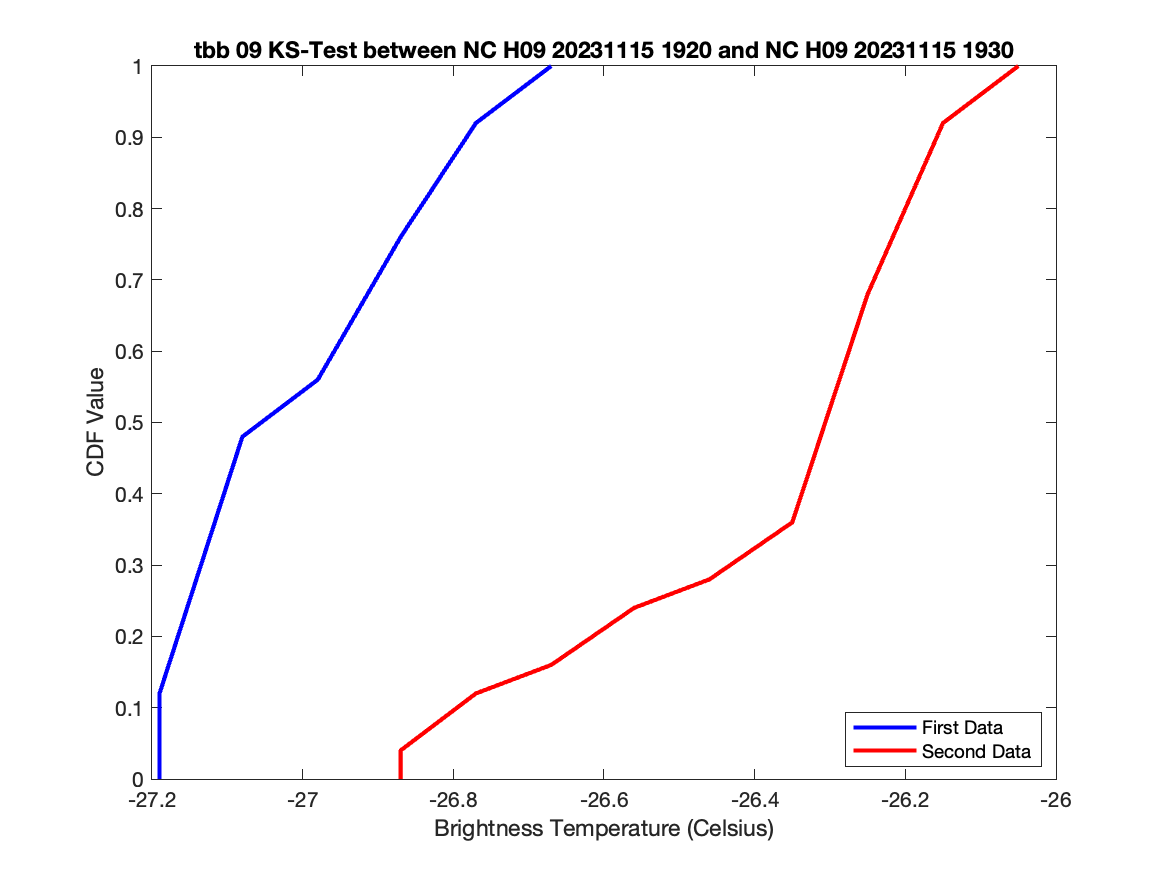 tbb 09 KS-Test between NC H09 20231115 1920 and NC H09 20231115 1930
1
0.9
0.8
0.7
0.6
0.5
0.4
0.3
0.2
0.1
0
CDF Value
First Data
Second Data
-27.2 -27 -26.8 -26.6 -26.4 -26.2 -26
Brightness Temperature (Celsius)